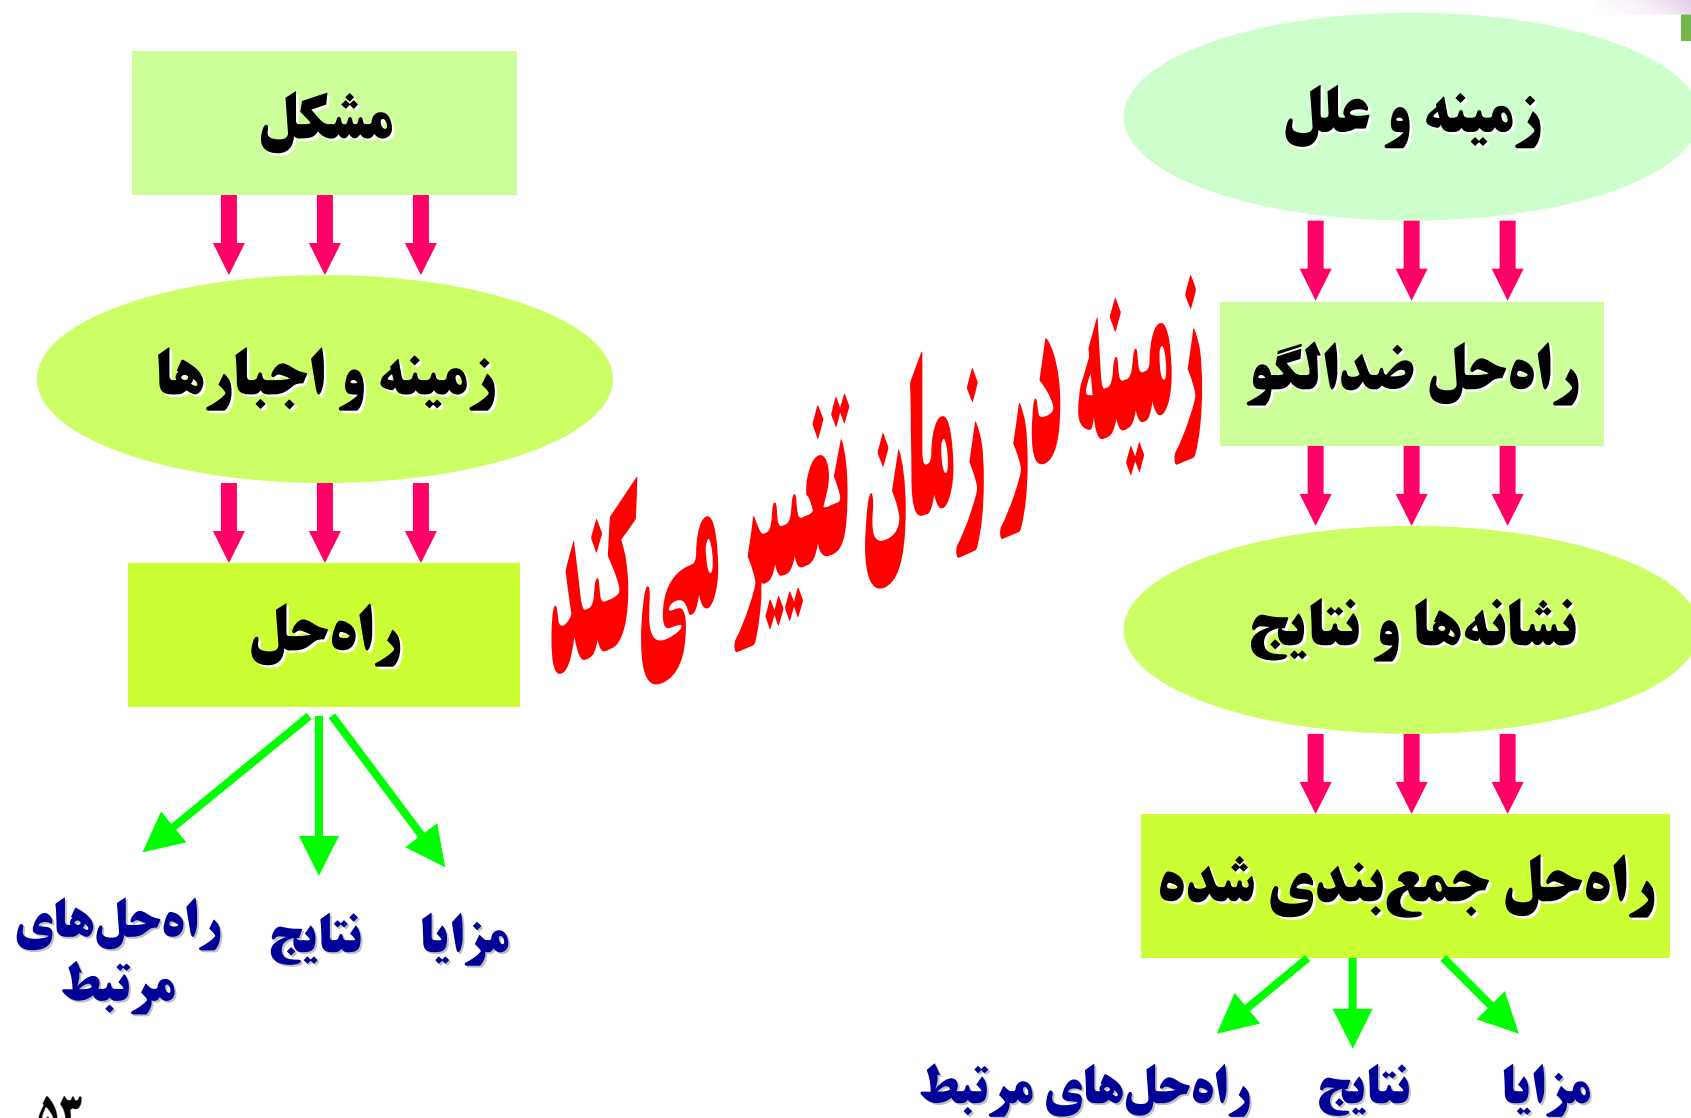 زمینه و علل
راه‌حل ضدالگو
نشانه‌ها و نتایج
راه‌حل جمع‌بندی شده
مزایا
نتایج
راه‌حل‌های مرتبط
زمینه در زمان تغییر می‌کند
مشکل
زمینه و اجبارها
راه‌حل
مزایا
نتایج
راه‌حل‌های
مرتبط
۵۳